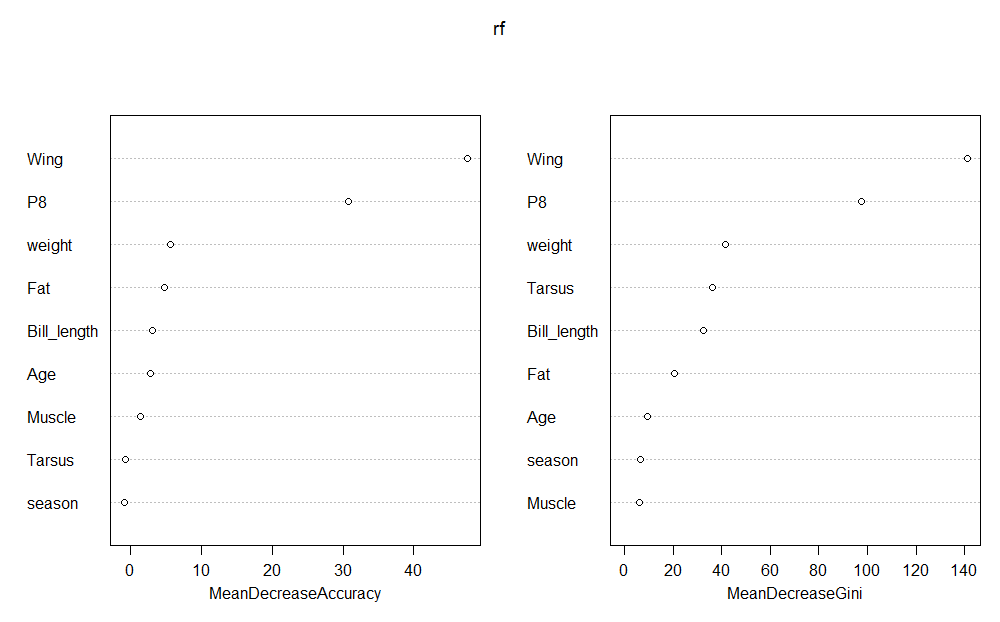 rf
Wing
P8
weight
Fat
Bill_length
Age
Muscle
Tarsus
season
0 10 20 30 40
MeanDecreaseAccuracy
Wing
P8
weight
Tarsus
Bill_length
Fat
Age
season
Muscle
0 20 40 60 80 100 120 140
MeanDecreaseGini